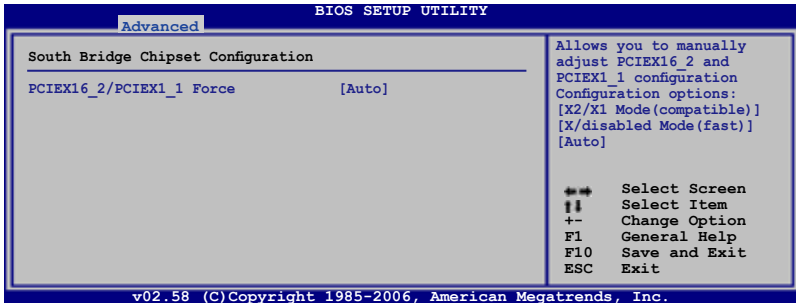 BIOS SETUP UTILITY
Advanced
South Bridge Chipset Configuration
PCIEX16_2/PCIEX1_1 Force [Auto]
Allows you to manually
adjust PCIEX16_2 and
PCIEX1_1 configuration
Configuration options:
[X2/X1 Mode(compatible)]
[X/disabled Mode(fast)]
[Auto]
Select Screen
Select Item
+- Change Option
F1 General Help
F10 Save and Exit
ESC Exit
v02.58 (C)Copyright 1985-2006, American Megatrends, Inc.